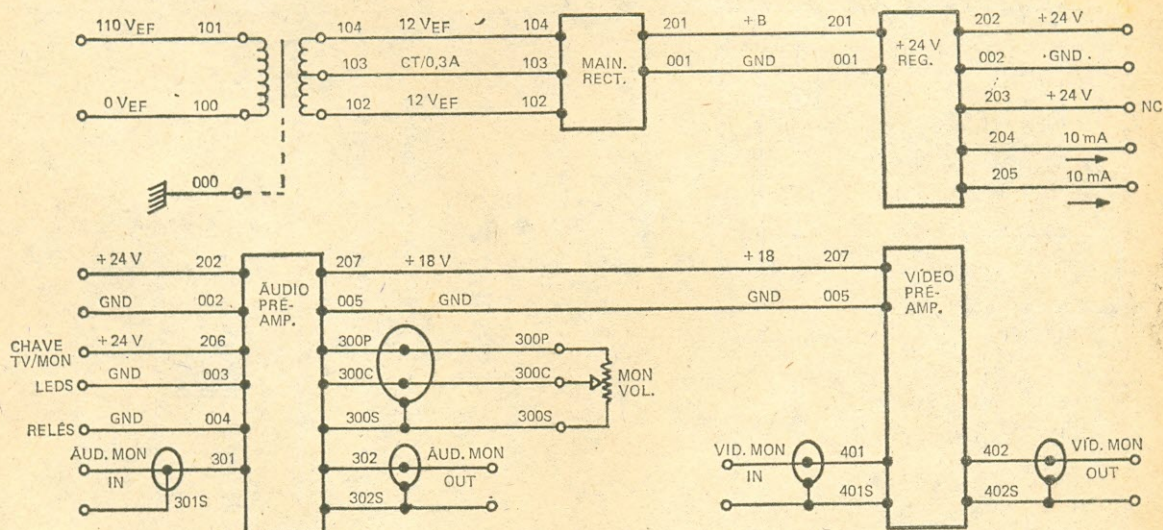 110 VEF 101
104 12 VEF 104
103 CT/0,3A 103
102 12 VEF 102
0 VEF 100
000
MAIN.
RECT.
201 + B 201
001 GND 001
+ 24 V
REG.
202 + 24 V
002 GND
203 + 24 V NC
204 10 mA
205 10 mA
+ 24 V 202
GND 002
CHAVE
TV/MON
+ 24 V 206
LEDS GND 003
RELÊS GND 004
ÁUD. MON
IN
301
301S
ÁUDIO
PRÉ-
AMP.
207 + 18 V + 18 207
005 GND GND 005
300P 300P
300C 300C
300S 300S
MON
VOL.
302 ÁUD. MON
OUT
302S
VÍDEO
PRÉ-
AMP.
VID. MON
IN
401
401S
402 VÍD. MON
OUT
402S